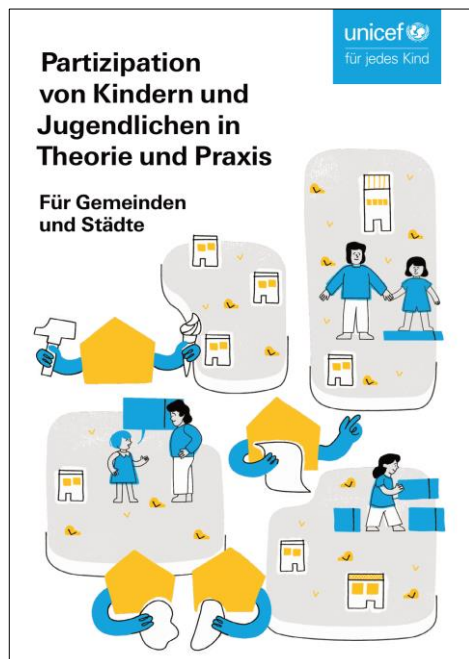 unicef
für jedes Kind
Partizipation
von Kindern und
Jugendlichen in
Theorie und Praxis
Für Gemeinden
und Städte